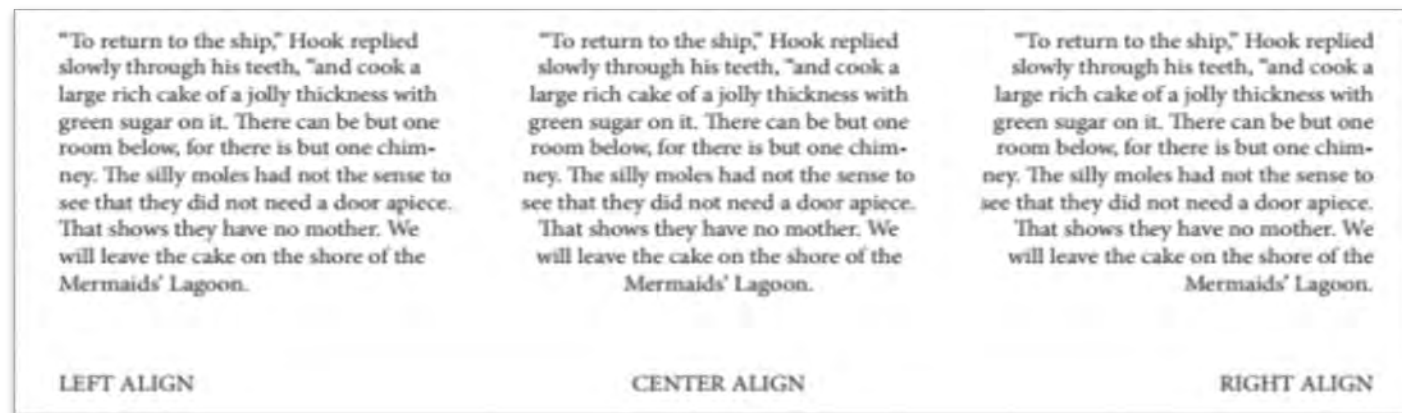 “To return to the ship,” Hook replied
slowly through his teeth, “and cook a
large rich cake of a jolly thickness with
green sugar on it. There can be but one
room below, for there is but one chim-
ney. The silly moles had not the sense to
see that they did not need a door apiece.
That shows they have no mother. We
will leave the cake on the shore of the
Mermaids’ Lagoon.
LEFT ALIGN
“To return to the ship,” Hook replied
slowly through his teeth, “and cook a
large rich cake of a jolly thickness with
green sugar on it. There can be but one
room below, for there is but one chim-
ney. The silly moles had not the sense to
see that they did not need a door apiece.
That shows they have no mother. We
will leave the cake on the shore of the
Mermaids’ Lagoon.
CENTER ALIGN
“To return to the ship,” Hook replied
slowly through his teeth, “and cook a
large rich cake of a jolly thickness with
green sugar on it. There can be but one
room below, for there is but one chim-
ney. The silly moles had not the sense to
see that they did not need a door apiece.
That shows they have no mother. We
will leave the cake on the shore of the
Mermaids’ Lagoon.
RIGHT ALIGN